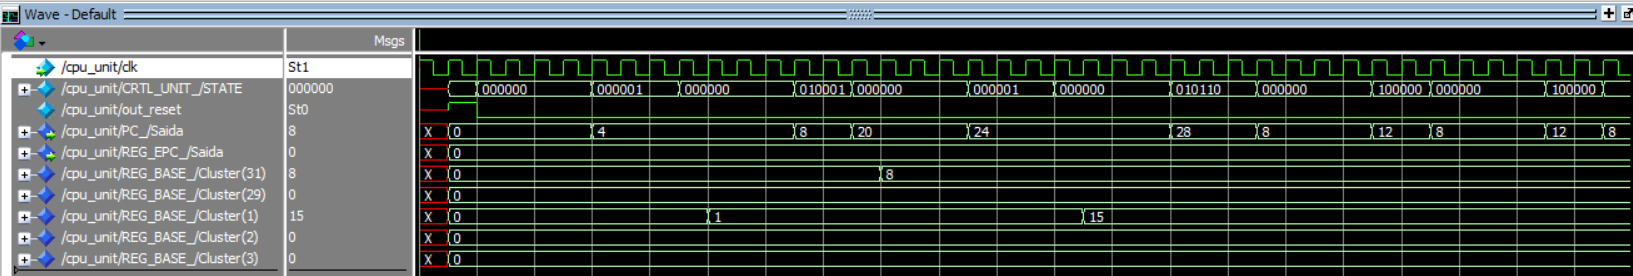 Wave - Default
Msgs
/cpu_unit/clk St1
/cpu_unit/CRTL_UNIT_/STATE 000000 000000 000001 000000 010001 000000 000001 000000 010110 000000 100000 000000 100000
/cpu_unit/out_reset St0
/cpu_unit/PC_/Saida 8 X 0 4 8 20 24 28 8 12 8 12 8
/cpu_unit/REG_EPC_/Saida 0 X 0
/cpu_unit/REG_BASE_/Cluster(31) 8 X 0 8
/cpu_unit/REG_BASE_/Cluster(29) 0 X 0
/cpu_unit/REG_BASE_/Cluster(1) 15 X 0 1 15
/cpu_unit/REG_BASE_/Cluster(2) 0 X 0
/cpu_unit/REG_BASE_/Cluster(3) 0 X 0